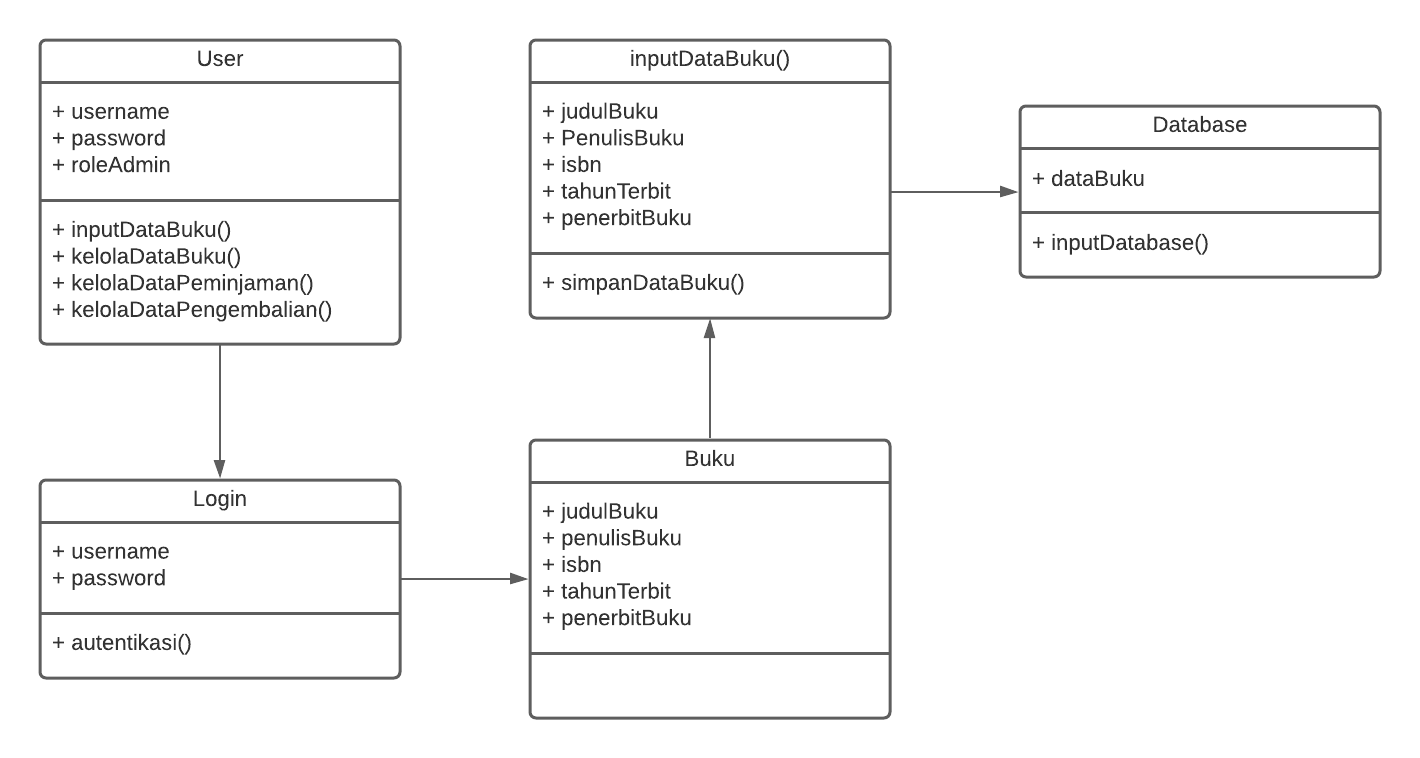 User
+ username
+ password
+ roleAdmin
+ inputDataBuku()
+ kelolaDataBuku()
+ kelolaDataPeminjaman()
+ kelolaDataPengembalian()
inputDataBuku()
+ judulBuku
+ PenulisBuku
+ isbn
+ tahunTerbit
+ penerbitBuku
+ simpanDataBuku()
Database
+ dataBuku
+ inputDatabase()
Login
+ username
+ password
+ autentikasi()
Buku
+ judulBuku
+ penulisBuku
+ isbn
+ tahunTerbit
+ penerbitBuku